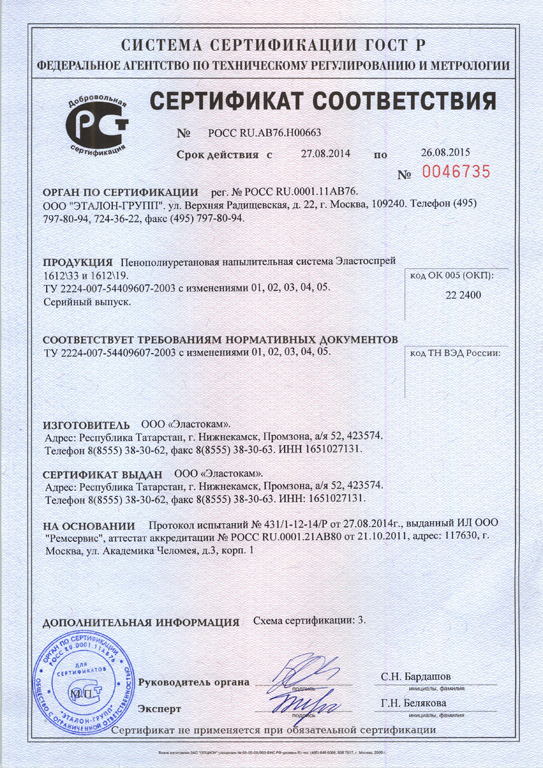 СИСТЕМА СЕРТИФИКАЦИИ ГОСТ Р
ФЕДЕРАЛЬНОЕ АГЕНТСТВО ПО ТЕХНИЧЕСКОМУ РЕГУЛИРОВАНИЮ И МЕТРОЛОГИИ
Добровольная
сертификация
СЕРТИФИКАТ СООТВЕТСТВИЯ
№ РОСС RU.АВ76.Н00663
Срок действия с 27.08.2014 по 26.08.2015
№ 0046735
ОРГАН ПО СЕРТИФИКАЦИИ рег. № РОСС RU.0001.11АВ76.
ООО "ЭТАЛОН-ГРУПП". ул. Верхняя Радищевская, д. 22, г. Москва, 109240. Телефон (495)
797-80-94, 724-36-22, факс (495) 797-80-94.
ПРОДУКЦИЯ Пенополиуретановая напылительная система Эластоспрей
1612\33 и 1612\19.
ТУ 2224-007-54409607-2003 с изменениями 01, 02, 03, 04, 05.
Серийный выпуск.
код ОК 005 (ОКП):
22 2400
СООТВЕТСТВУЕТ ТРЕБОВАНИЯМ НОРМАТИВНЫХ ДОКУМЕНТОВ
ТУ 2224-007-54409607-2003 с изменениями 01, 02, 03, 04, 05.
код ТН ВЭД России:
ИЗГОТОВИТЕЛЬ ООО «Эластокам».
Адрес: Республика Татарстан, г. Нижнекамск, Промзона, а/я 52, 423574.
Телефон 8(8555) 38-30-62, факс 8(8555) 38-30-63. ИНН 1651027131.
СЕРТИФИКАТ ВЫДАН ООО «Эластокам».
Адрес: Республика Татарстан, г. Нижнекамск, Промзона, а/я 52, 423574.
Телефон 8(8555) 38-30-62, факс 8(8555) 38-30-63. ИНН: 1651027131.
НА ОСНОВАНИИ Протокол испытаний № 431/1-12-14/Р от 27.08.2014г., выданный ИЛ ООО
"Ремсервис", аттестат аккредитации № РОСС RU.0001.21АВ80 от 21.10.2011, адрес: 117630, г.
Москва, ул. Академика Челомея, д.3, корп. 1
ДОПОЛНИТЕЛЬНАЯ ИНФОРМАЦИЯ Схема сертификации: 3.
ОРГАН ПО СЕРТИФИКАЦИИ
РОСС RU.0001.11АВ76
ДЛЯ
СЕРТИФИКАТОВ
М.П.
"ЭТАЛОН-ГРУПП"
ОБЩЕСТВО С ОГРАНИЧЕННОЙ ОТВЕТСТВЕННОСТЬЮ
Руководитель органа С.Н. Бардашов
подпись инициалы, фамилия
Эксперт Г.Н. Белякова
подпись инициалы, фамилия
Сертификат не применяется при обязательной сертификации